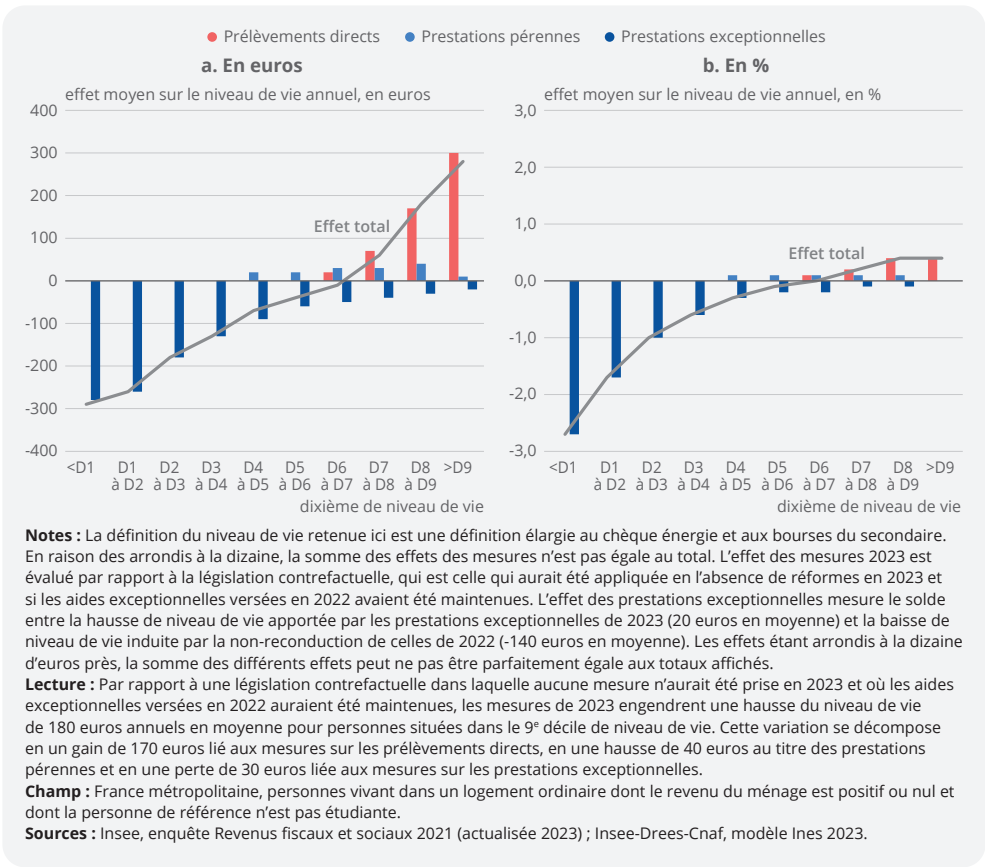 Prélèvements directs Prestations pérennes Prestations exceptionnelles
a. En euros
effet moyen sur le niveau de vie annuel, en euros
400
300
200
100
0
-100
-200
-300
-400
Effet total
<D1 D1 D2 D3 D4 D5 D6 D7 D8 >D9
à D2 à D3 à D4 à D5 à D6 à D7 à D8 à D9
dixième de niveau de vie
b. En %
effet moyen sur le niveau de vie annuel, en %
3,0
2,0
1,0
0,0
-1,0
-2,0
-3,0
Effet total
<D1 D1 D2 D3 D4 D5 D6 D7 D8 >D9
à D2 à D3 à D4 à D5 à D6 à D7 à D8 à D9
dixième de niveau de vie
Notes : La définition du niveau de vie retenue ici est une définition élargie au chèque énergie et aux bourses du secondaire.
En raison des arrondis à la dizaine, la somme des effets des mesures n'est pas égale au total. L'effet des mesures 2023 est
évalué par rapport à la législation contrefactuelle, qui est celle qui aurait été appliquée en l'absence de réformes en 2023 et
si les aides exceptionnelles versées en 2022 avaient été maintenues. L'effet des prestations exceptionnelles mesure le solde
entre la hausse de niveau de vie apportée par les prestations exceptionnelles de 2023 (20 euros en moyenne) et la baisse de
niveau de vie induite par la non-reconduction de celles de 2022 (-140 euros en moyenne). Les effets étant arrondis à la dizaine
d'euros près, la somme des différents effets peut ne pas être parfaitement égale aux totaux affichés.
Lecture : Par rapport à une législation contrefactuelle dans laquelle aucune mesure n'aurait été prise en 2023 et où les aides
exceptionnelles versées en 2022 auraient été maintenues, les mesures de 2023 engendrent une hausse du niveau de vie
de 180 euros annuels en moyenne pour personnes situées dans le 9e décile de niveau de vie. Cette variation se décompose
en un gain de 170 euros lié aux mesures sur les prélèvements directs, en une hausse de 40 euros au titre des prestations
pérennes et en une perte de 30 euros liée aux mesures sur les prestations exceptionnelles.
Champ : France métropolitaine, personnes vivant dans un logement ordinaire dont le revenu du ménage est positif ou nul et
dont la personne de référence n'est pas étudiante.
Sources : Insee, enquête Revenus fiscaux et sociaux 2021 (actualisée 2023) ; Insee-Drees-Cnaf, modèle Ines 2023.